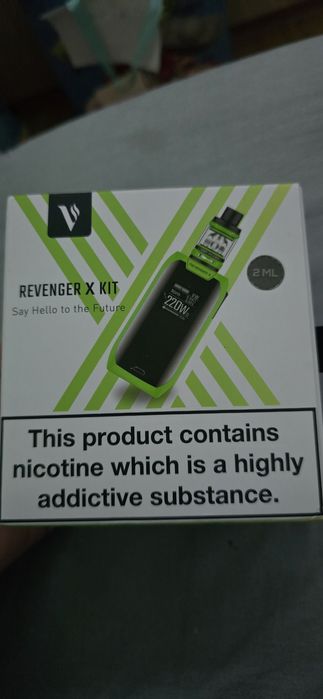 REVENGER X KIT
Say Hello to the Future
220W
2 ML
This product contains
nicotine which is a highly
addictive substance.